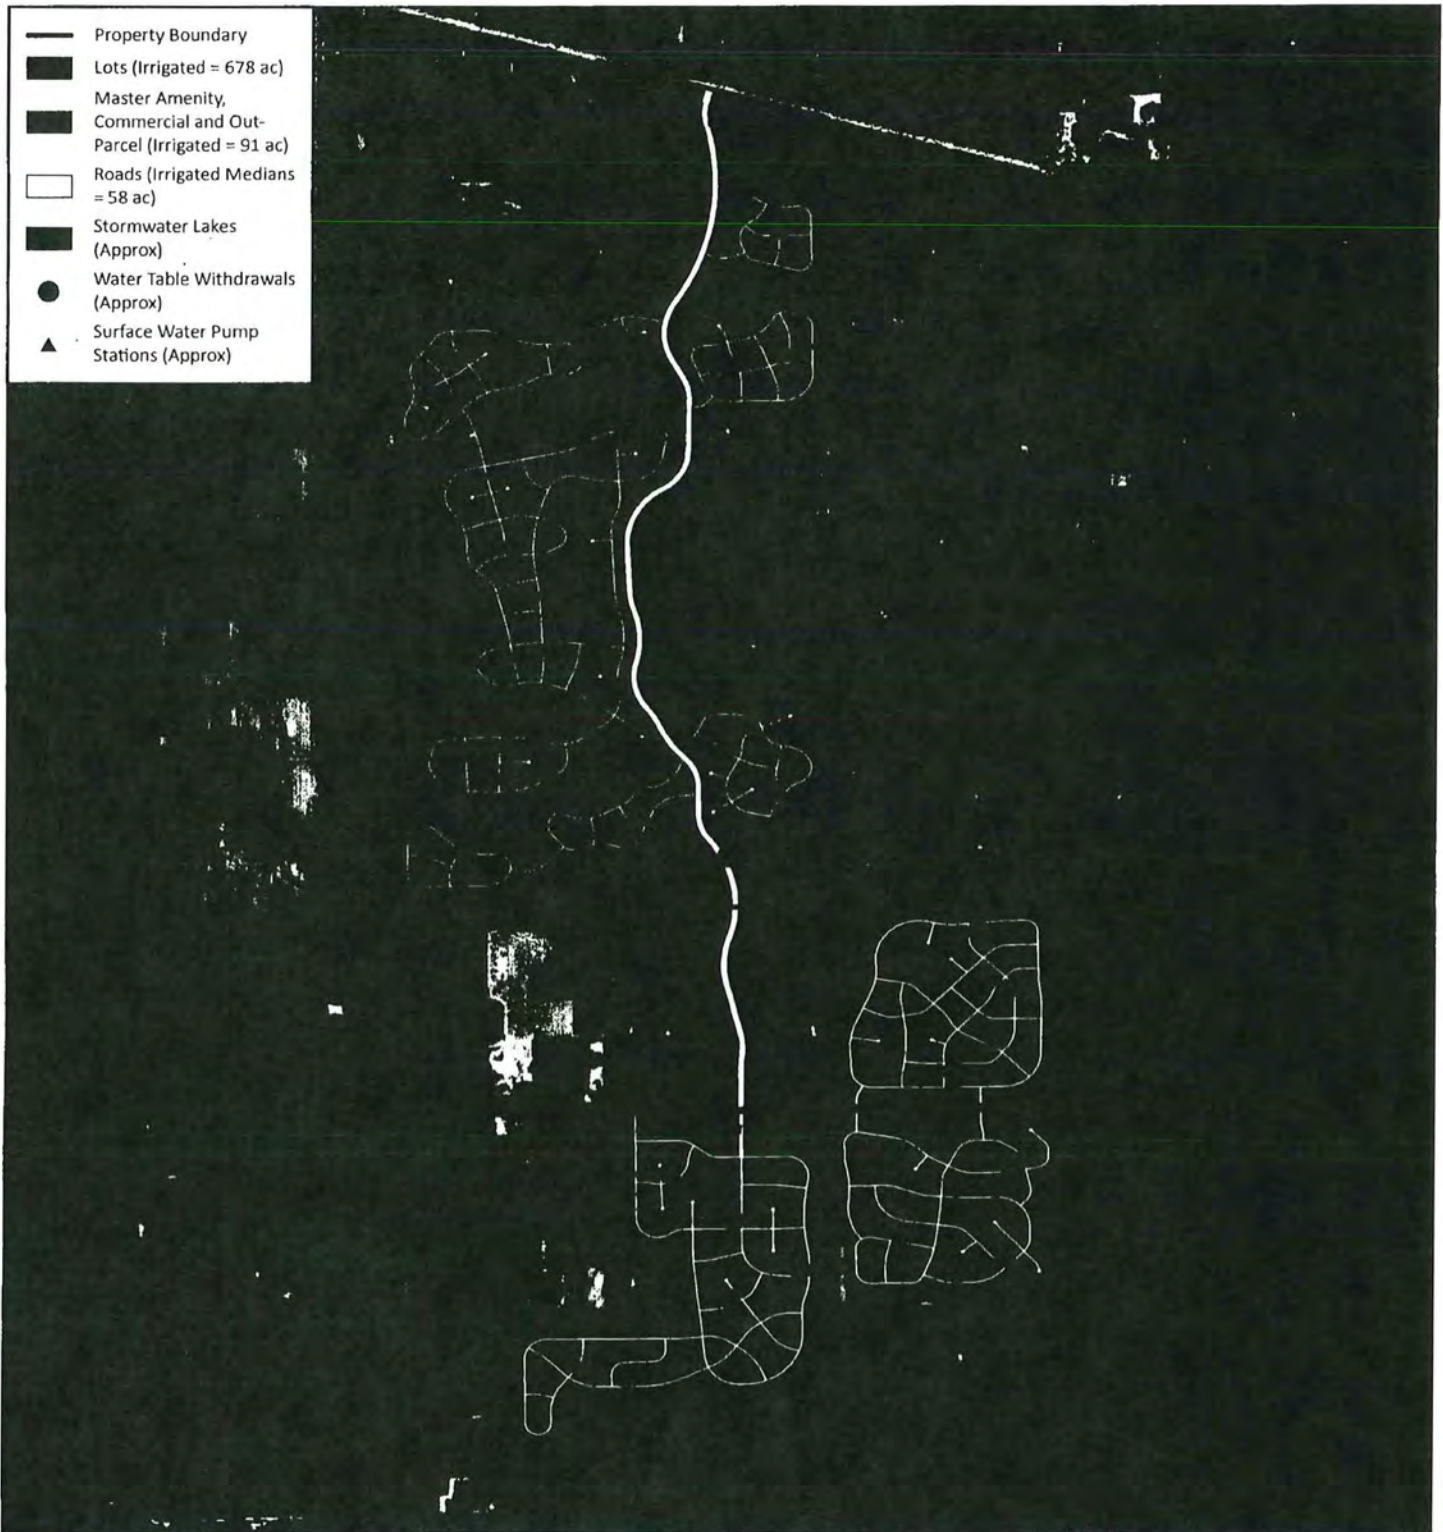 Property Boundary
Lots (Irrigated = 678 ac)
Master Amenity,
Commercial and Out-
Parcel (Irrigated = 91 ac)
Roads (Irrigated Medians
= 58 ac)
Stormwater Lakes
(Approx)
Water Table Withdrawals
(Approx)
Surface Water Pump
Stations (Approx)